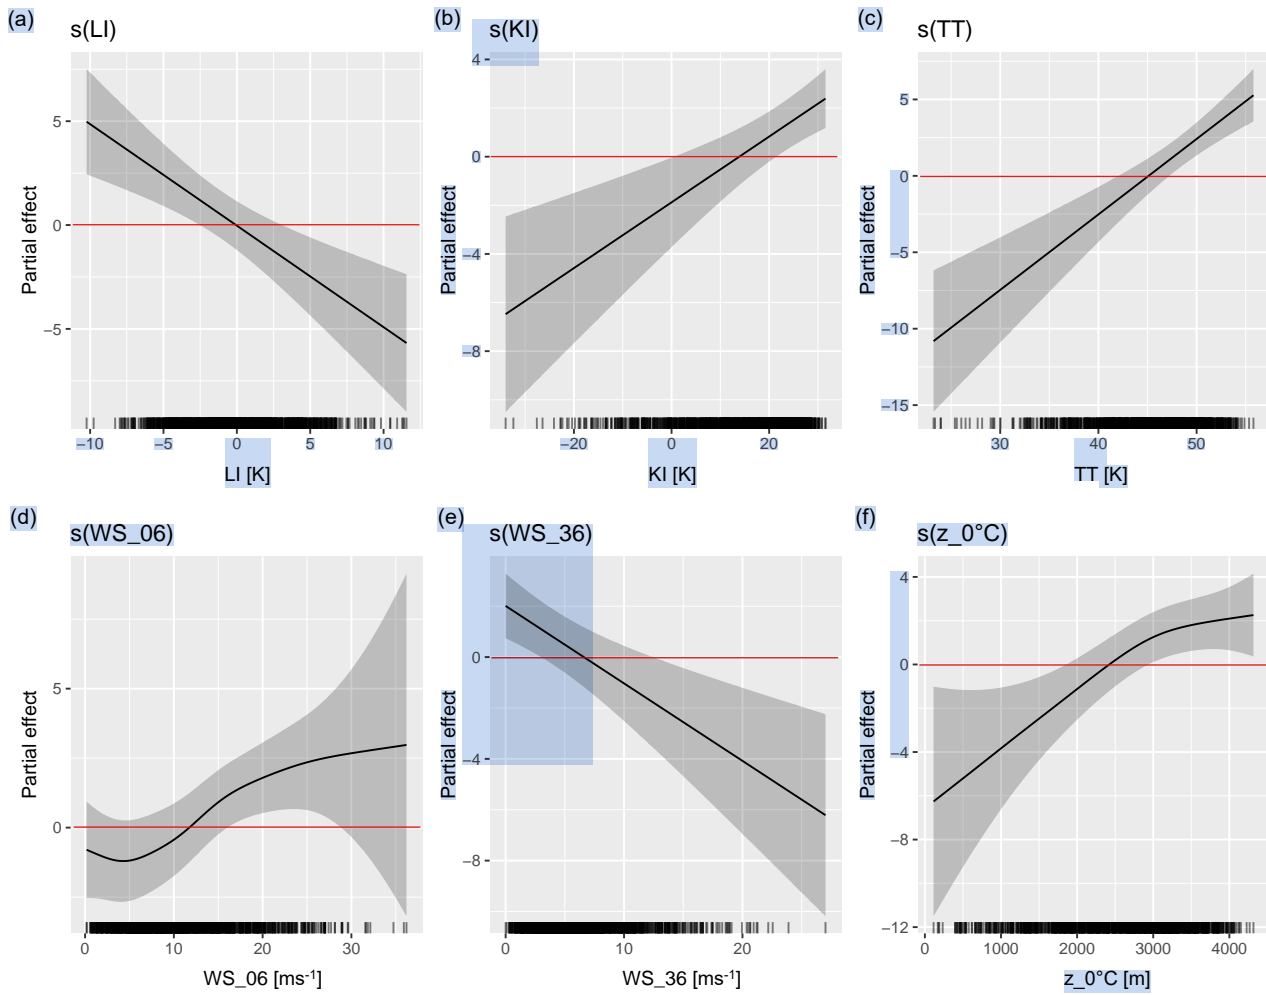 (a)
s(LI)
5
0
−5
Partial effect
−10 −5 0 5 10
LI [K]
(b)
s(KI)
4
0
−4
−8
Partial effect
−20 0 20
KI [K]
(c)
s(TT)
5
0
−5
−10
−15
Partial effect
30 40 50
TT [K]
(d)
s(WS_06)
5
0
Partial effect
0 10 20 30
WS_06 [ms⁻¹]
(e)
s(WS_36)
0
−4
−8
Partial effect
0 10 20
WS_36 [ms⁻¹]
(f)
s(z_0°C)
4
0
−4
−8
−12
Partial effect
0 1000 2000 3000 4000
z_0°C [m]